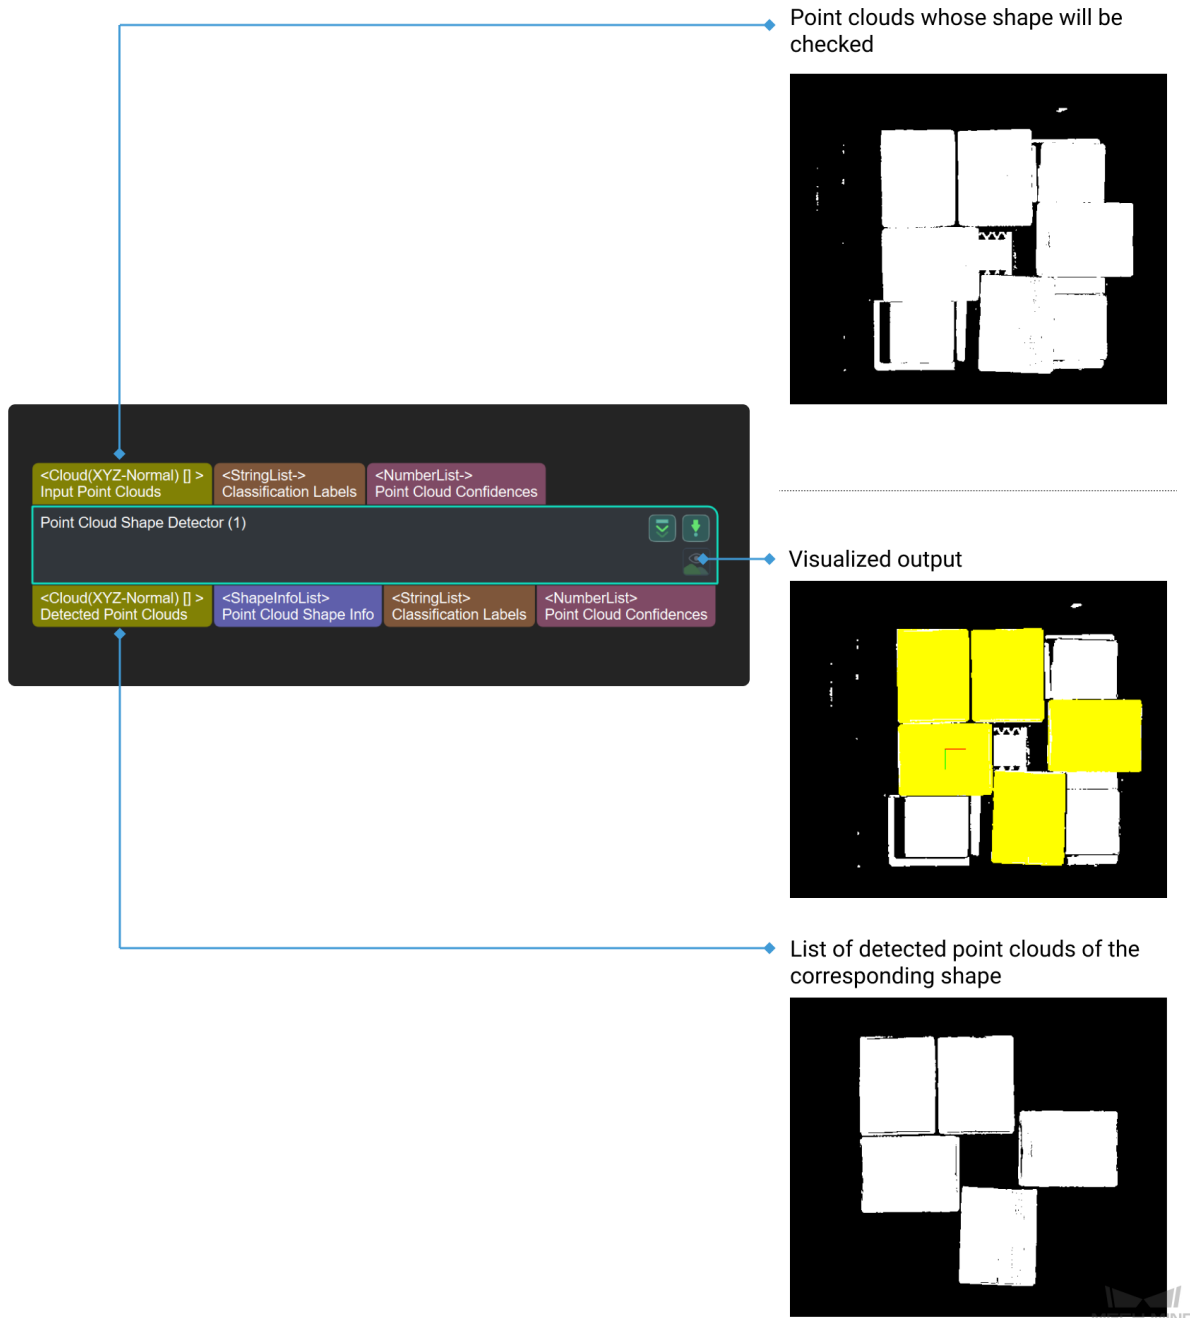 Point clouds whose shape will be
checked
<Cloud(XYZ-Normal) [] >
Input Point Clouds
<StringList->
Classification Labels
<NumberList->
Point Cloud Confidences
Point Cloud Shape Detector (1)
<Cloud(XYZ-Normal) [] >
Detected Point Clouds
<ShapeInfoList>
Point Cloud Shape Info
<StringList>
Classification Labels
<NumberList>
Point Cloud Confidences
Visualized output
List of detected point clouds of the
corresponding shape